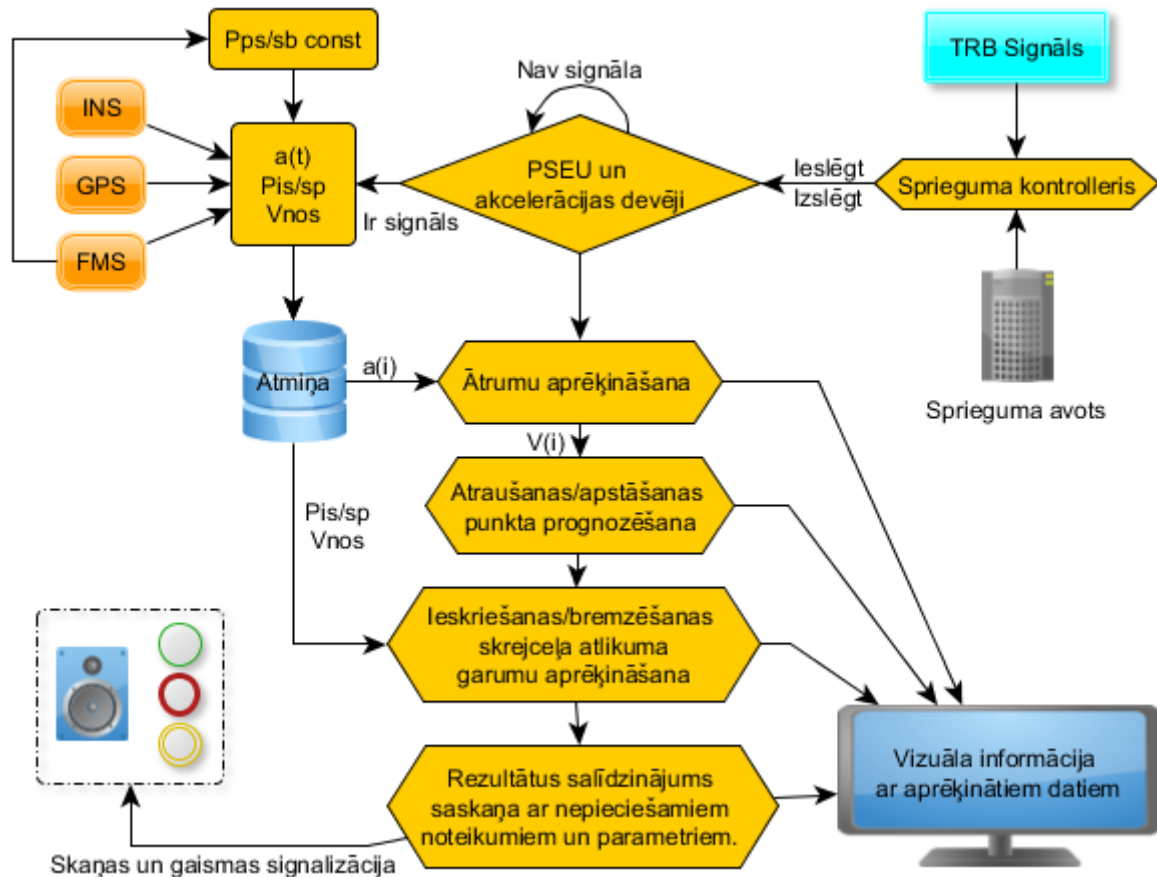 Pps/sb const
TRB Signāls
Nav signāla
INS
GPS
FMS
a(t)
Pis/sp
Vnos
PSEU un
akcelerācijas devēji
Ir signāls
Ieslēgt
Izslēgt
Sprieguma kontrolleris
Sprieguma avots
Atmiņa
a(i)
Ātrumu aprēķināšana
V(i)
Atraušanas/apstāšanas
punkta prognozēšana
Pis/sp
Vnos
Ieskriešanas/bremzēšanas
skrejceļa atlikuma
garumu aprēķināšana
Rezultātus salīdzinājums
saskaņa ar nepieciešamiem
noteikumiem un parametriem.
Vizuāla informācija
ar aprēķinātiem datiem
Skaņas un gaismas signalizācija